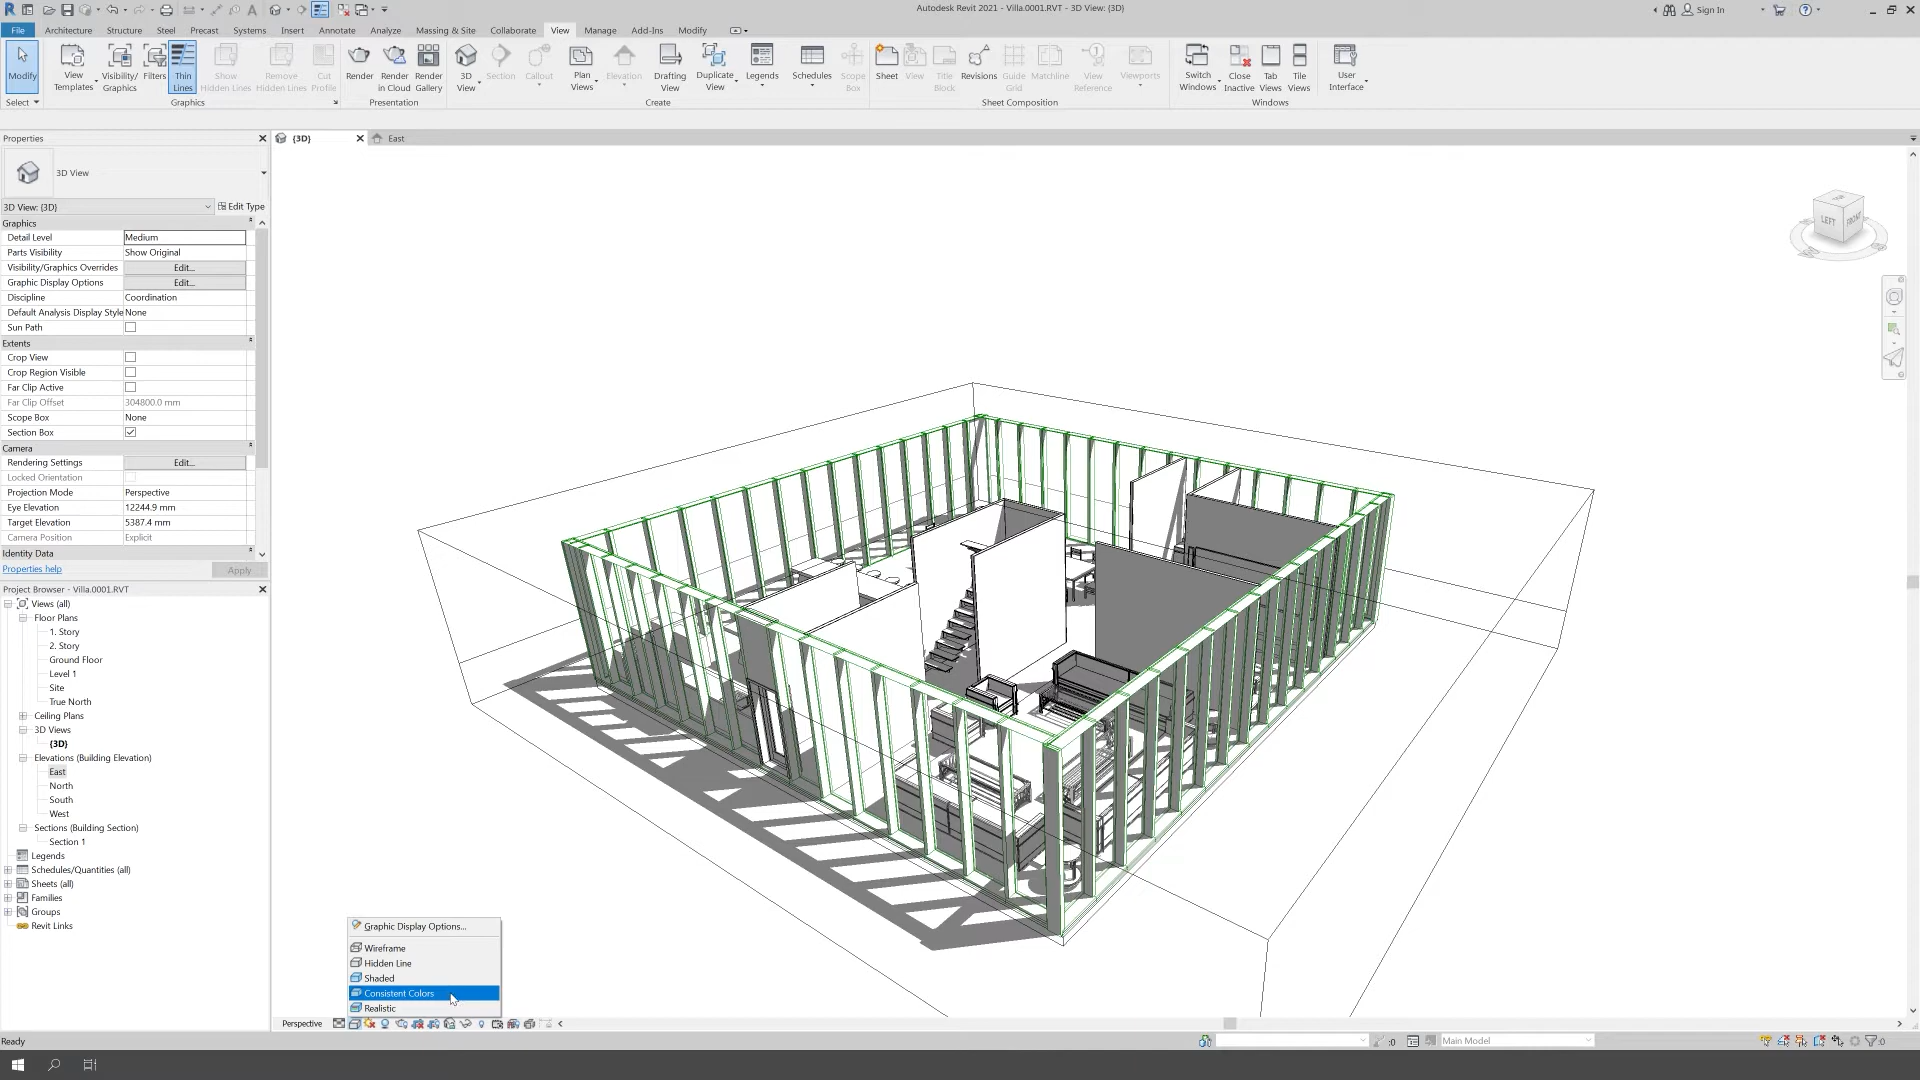 Autodesk Revit 2021 - Villa.0001.RVT - 3D View: {3D}
Sign In
File Architecture Structure Steel Precast Systems Insert Annotate Analyze Massing & Site Collaborate View Manage Add-Ins Modify
Modify
View Templates
Visibility/ Graphics
Filters
Thin Lines
Show Hidden Lines
Remove Hidden Lines
Cut Profile
Render
Render in Cloud
Render Gallery
3D View
Section
Callout
Plan Views
Elevation
Drafting View
Duplicate View
Legends
Schedules
Scope Box
Sheet
View
Title Block
Revisions
Guide Grid
Matchline
View Reference
Viewports
Switch Windows
Close Inactive
Tab Views
Tile Views
User Interface
Select Graphics Presentation Create Sheet Composition Windows
Properties
{3D}
East
3D View
3D View: {3D}
Edit Type
Graphics
Detail Level Medium
Parts Visibility Show Original
Visibility/Graphics Overrides Edit...
Graphic Display Options Edit...
Discipline Coordination
Default Analysis Display Style None
Sun Path
Extents
Crop View
Crop Region Visible
Far Clip Active
Far Clip Offset 304800.0 mm
Scope Box None
Section Box
Camera
Rendering Settings Edit...
Locked Orientation
Projection Mode Perspective
Eye Elevation 12244.9 mm
Target Elevation 5387.4 mm
Camera Position Explicit
Identity Data
Properties help
Apply
Project Browser - Villa.0001.RVT
Views (all)
Floor Plans
1. Story
2. Story
Ground Floor
Level 1
Site
True North
Ceiling Plans
3D Views
{3D}
Elevations (Building Elevation)
East
North
South
West
Sections (Building Section)
Section 1
Legends
Schedules/Quantities (all)
Sheets (all)
Families
Groups
Revit Links
LEFT
FRONT
Graphic Display Options...
Wireframe
Hidden Line
Shaded
Consistent Colors
Realistic
Perspective
Ready
:0
Main Model
:0